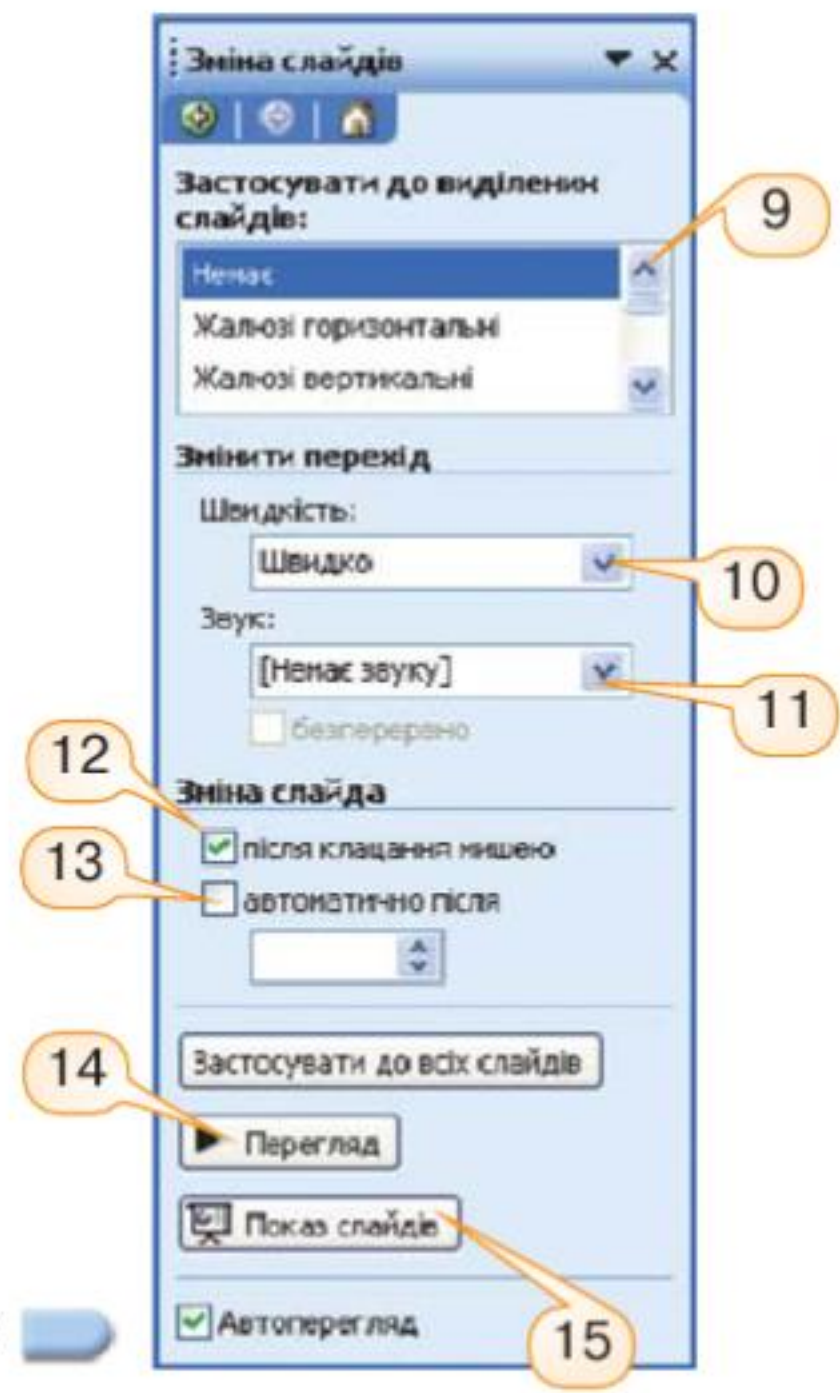 Зміна слайдів
Застосувати до виділених
слайдів:
9
Немає
Жалюзі горизонтальні
Жалюзі вертикальні
Змінити перехід
Швидкість:
Швидко
10
Звук:
[Немає звуку]
11
безперервно
12
Зміна слайда
після клацання мишею
13
автоматично після
Застосувати до всіх слайдів
14
Перегляд
Показ слайдів
Автоперегляд
15